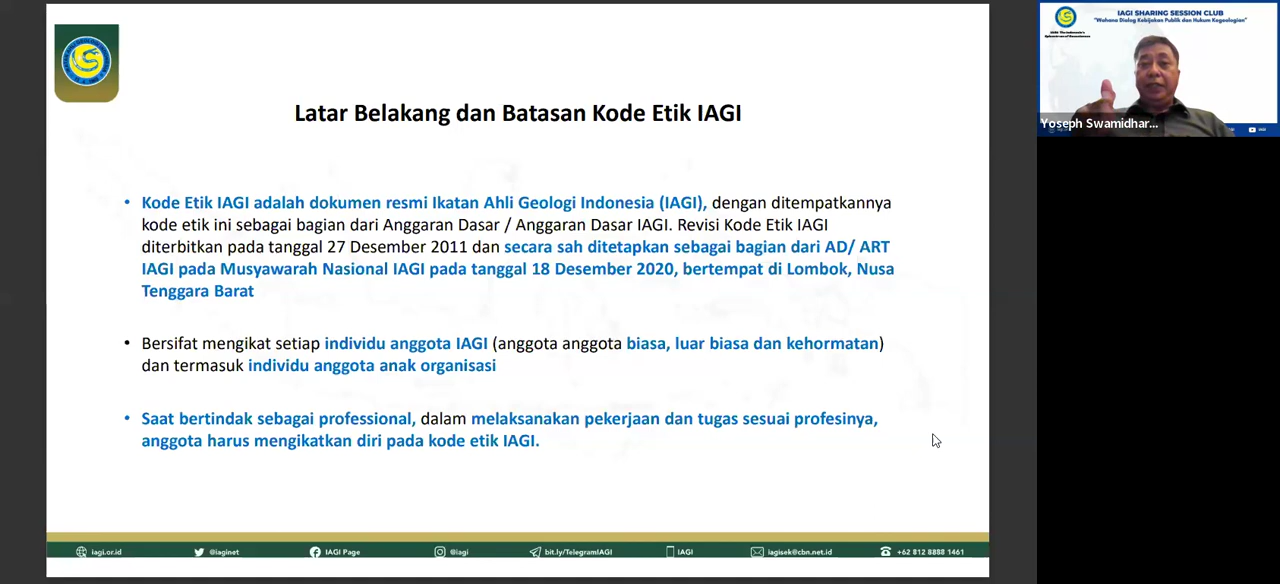 Latar Belakang dan Batasan Kode Etik IAGI
• Kode Etik IAGI adalah dokumen resmi Ikatan Ahli Geologi Indonesia (IAGI), dengan ditempatkannya
kode etik ini sebagai bagian dari Anggaran Dasar / Anggaran Dasar IAGI. Revisi Kode Etik IAGI
diterbitkan pada tanggal 27 Desember 2011 dan secara sah ditetapkan sebagai bagian dari AD/ ART
IAGI pada Musyawarah Nasional IAGI pada tanggal 18 Desember 2020, bertempat di Lombok, Nusa
Tenggara Barat
• Bersifat mengikat setiap individu anggota IAGI (anggota anggota biasa, luar biasa dan kehormatan)
dan termasuk individu anggota anak organisasi
• Saat bertindak sebagai professional, dalam melaksanakan pekerjaan dan tugas sesuai profesinya,
anggota harus mengikatkan diri pada kode etik IAGI.
iagi.or.id
@iaginet
IAGI Page
@iagi
bit.ly/TelegramIAGI
IAGI
iagisek@cbn.net.id
+62 812 8888 1461
IAGI SHARING SESSION CLUB
"Wahana Dialog Kebijakan Publik dan Hukum Kegeologian"
Yoseph Swamidhar...